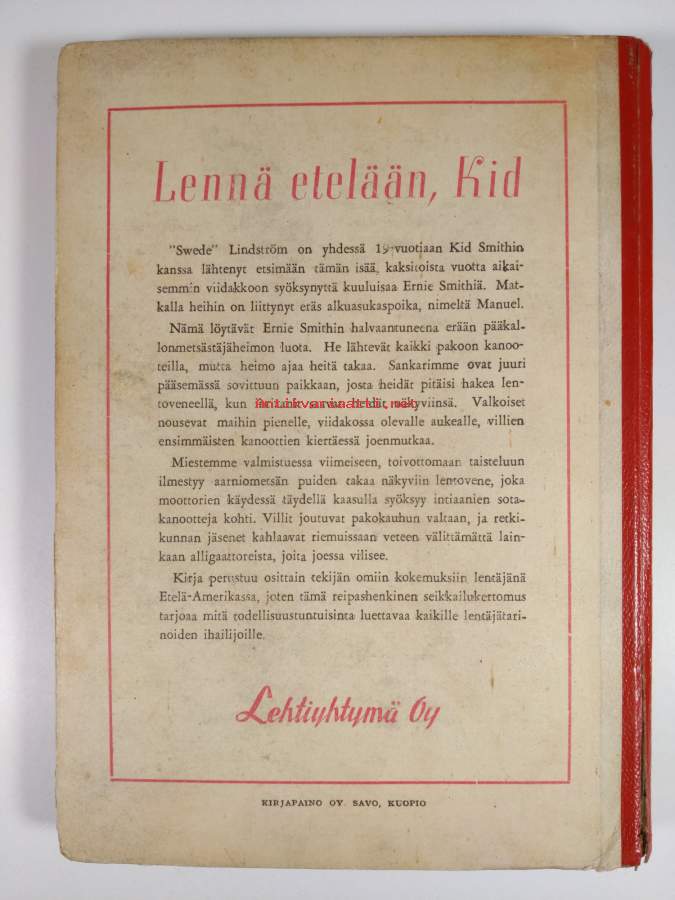 Lennä etelään, Kid
"Swede" Lindström on yhdessä 19-vuotiaan Kid Smithin
kanssa lähtenyt etsimään tämän isää, kaksitoista vuotta aikai-
semmin viidakkoon syöksynyttä kuuluisaa Ernie Smithiä. Mat-
kalla heihin on liittynyt eräs alkuasukaspoika, nimeltä Manuel.
Nämä löytävät Ernie Smithin halvaantuneena erään pääkal-
lonmetsästäjäheimon luota. He lähtevät kaikki pakoon kanoo-
teilla, mutta heimo ajaa heitä takaa. Sankarimme ovat juuri
pääsemässä sovittuun paikkaan, josta heidät pitäisi hakea len-
toveneellä, kun heidät näkyviinsä. Valkoiset
antikvariaatti.net
nousevat maihin pienelle, viidakossa olevalle aukealle, villien
ensimmäisten kanoottien kiertäessä joenmutkaa.
Miestemme valmistuessa viimeiseen, toivottomaan taisteluun
ilmestyy aarniometsän puiden takaa näkyviin lentovene, joka
moottorien käydessä täydellä kaasulla syöksyy intiaanien sota-
kanootteja kohti. Villit joutuvat pakokauhun valtaan, ja retki-
kunnan jäsenet kahlaavat riemuissaan veteen välittämättä lain-
kaan alligaattoreista, joita joessa vilisee.
Kirja perustuu osittain tekijän omiin kokemuksiin lentäjänä
Etelä-Amerikassa, joten tämä reipashenkinen seikkailukertomus
tarjoaa mitä todellisuustuntuisinta luettavaa kaikille lentäjätari-
noiden ihailijoille.
Lehtiyhtymä Oy
KIRJAPAINO OY. SAVO, KUOPIO